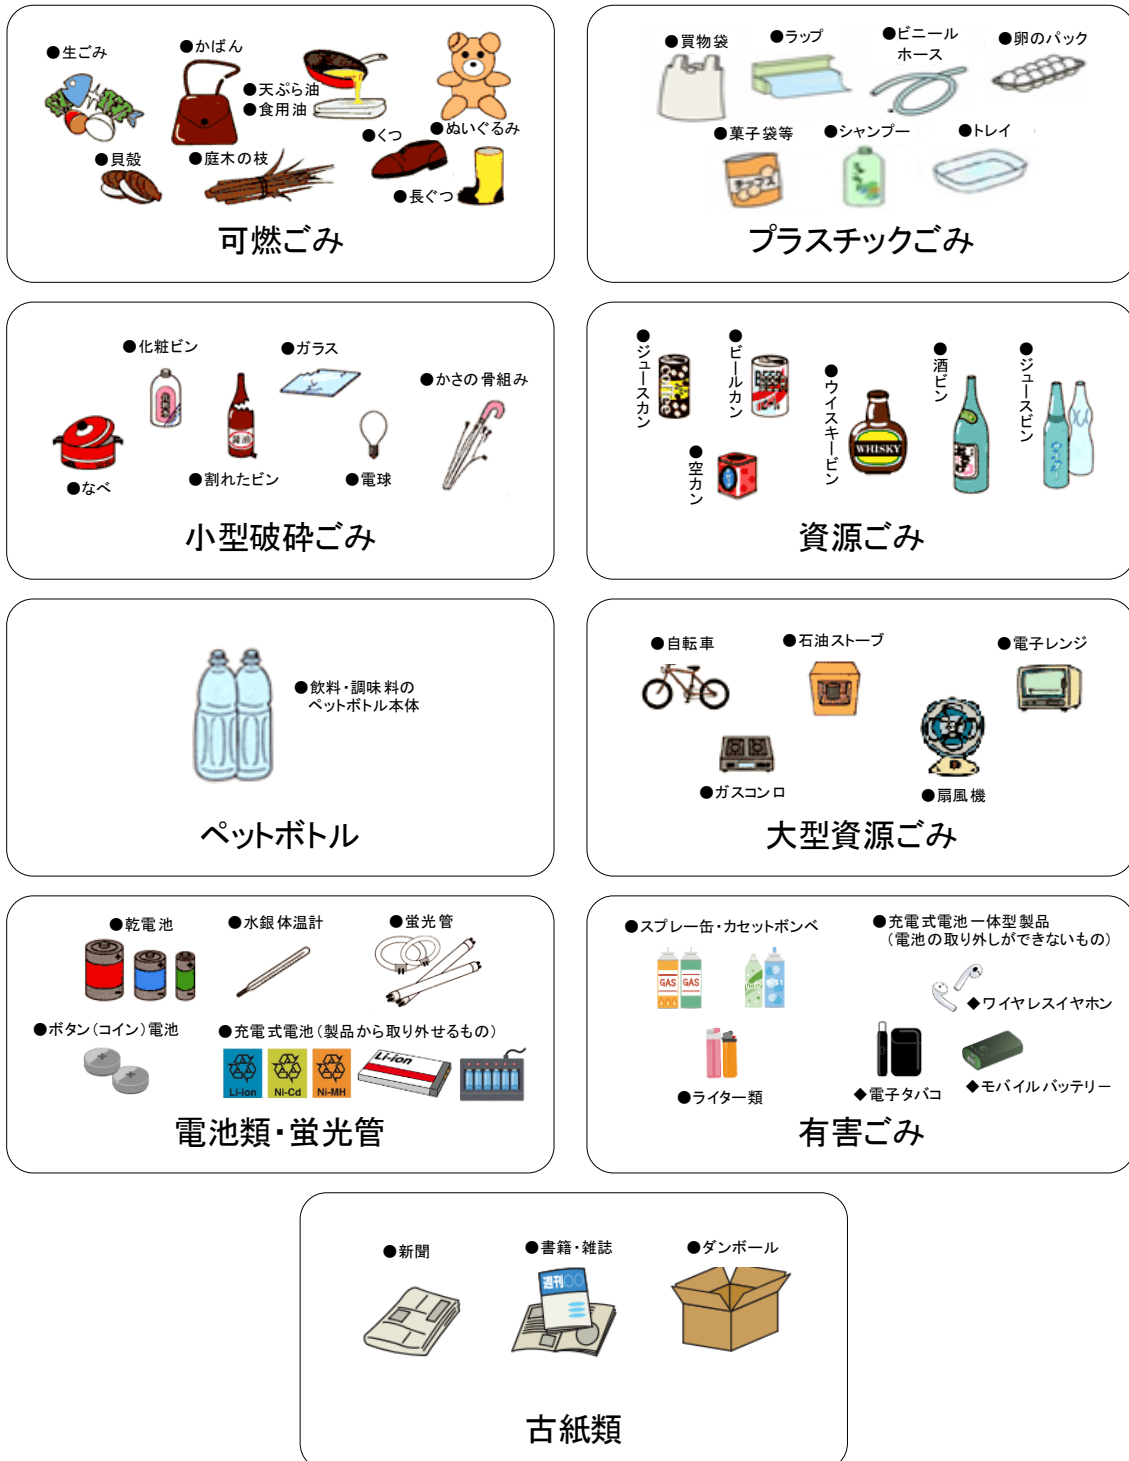 ●生ごみ
●かばん
●天ぷら油
●食用油
●ぬいぐるみ
●くつ
●貝殻
●庭木の枝
●長ぐつ
可燃ごみ
●買物袋
●ラップ
●ビニール
ホース
●卵のパック
●菓子袋等
●シャンプー
●トレイ
プラスチックごみ
●化粧ビン
●ガラス
●かさの骨組み
●なべ
●割れたビン
醤油
●電球
小型破砕ごみ
●ジュースカン
●ビールカン
●ウイスキービン
WHISKY
●酒ビン
●ジュースビン
●空カン
資源ごみ
●飲料・調味料の
ペットボトル本体
ペットボトル
●自転車
●石油ストーブ
●電子レンジ
●ガスコンロ
●扇風機
大型資源ごみ
●乾電池
●水銀体温計
●蛍光管
●ボタン（コイン）電池
●充電式電池（製品から取り外せるもの）
Li-ion
Ni-Cd
Ni-MH
Li-ion
電池類・蛍光管
●スプレー缶・カセットボンベ
GAS
GAS
●充電式電池一体型製品
（電池の取り外しができないもの）
◆ワイヤレスイヤホン
●ライター類
◆電子タバコ
◆モバイルバッテリー
有害ごみ
●新聞
●書籍・雑誌
週刊○○
●ダンボール
古紙類